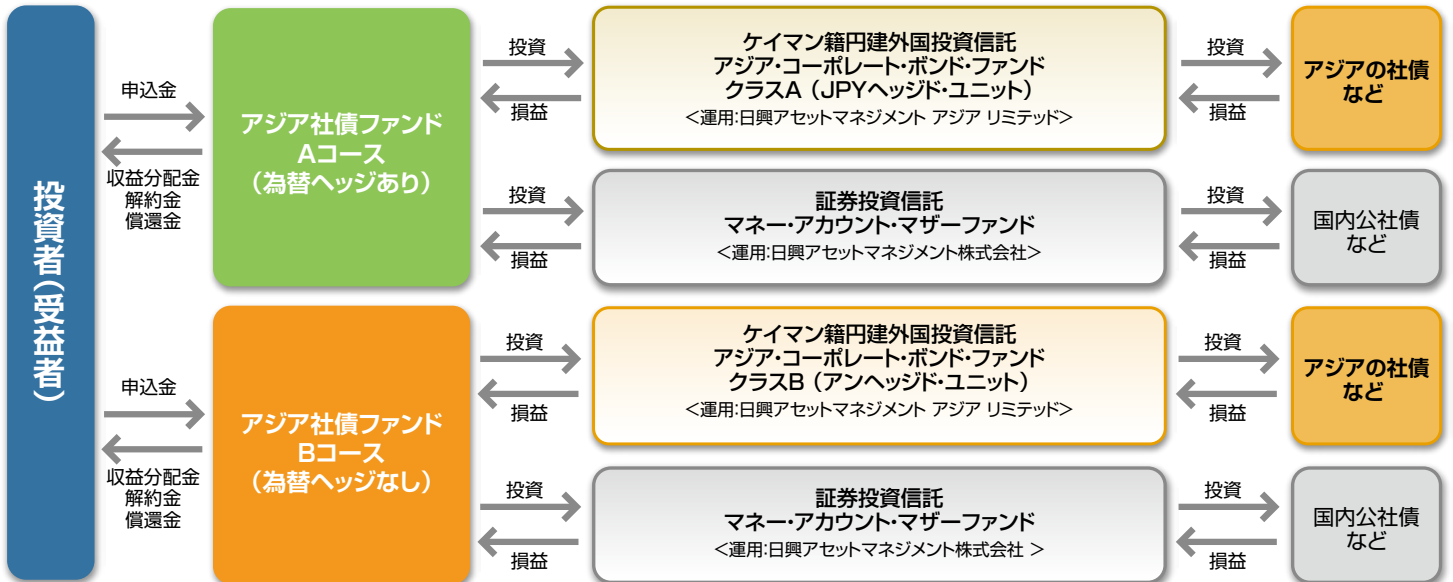 投資者(受益者)
申込金
収益分配金
解約金
償還金
アジア社債ファンド
Aコース
(為替ヘッジあり)
投資
損益
ケイマン籍円建外国投資信託
アジア・コーポレート・ボンド・ファンド
クラスA (JPYヘッジド・ユニット)
<運用:日興アセットマネジメント アジア リミテッド>
投資
損益
アジアの社債
など
投資
損益
証券投資信託
マネー・アカウント・マザーファンド
<運用:日興アセットマネジメント株式会社>
投資
損益
国内公社債
など
申込金
収益分配金
解約金
償還金
アジア社債ファンド
Bコース
(為替ヘッジなし)
投資
損益
ケイマン籍円建外国投資信託
アジア・コーポレート・ボンド・ファンド
クラスB (アンヘッジド・ユニット)
<運用:日興アセットマネジメント アジア リミテッド>
投資
損益
アジアの社債
など
投資
損益
証券投資信託
マネー・アカウント・マザーファンド
<運用:日興アセットマネジメント株式会社 >
投資
損益
国内公社債
など